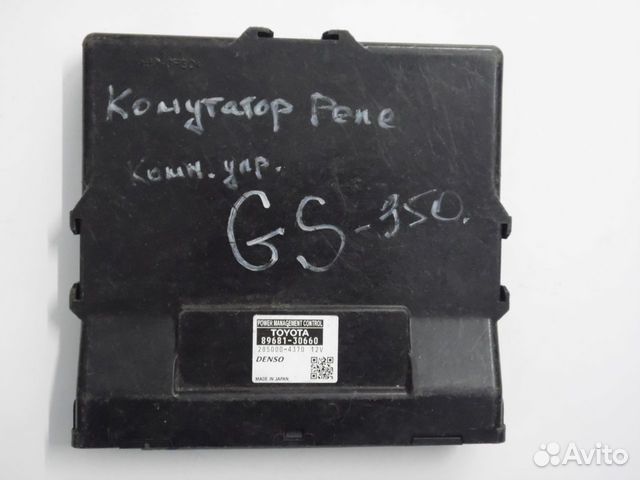 Комутатор Реле
Комн. упр.
GS-350.
POWER MANAGEMENT CONTROL
TOYOTA
89681-30660
285000-4370 12V
DENSO
MADE IN JAPAN
Avito